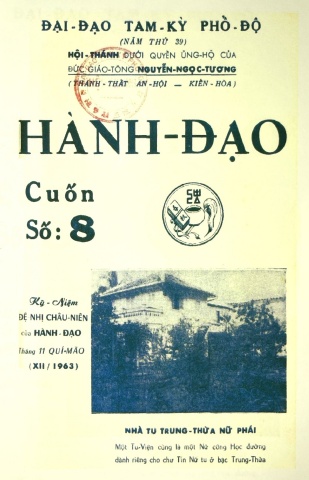 ĐẠI-ĐẠO TAM-KỲ PHỔ-ĐỘ
(NĂM THỨ 39)
HỘI-THÁNH DƯỚI QUYỀN ỦNG-HỘ CỦA
ĐỨC GIÁO-TÔNG NGUYỄN-NGỌC-TƯƠNG
(THÁNH-THẤT AN-HỘI — KIẾN-HÒA)
HÀNH-ĐẠO
Cuốn
Số: 8
Kỷ-Niệm
ĐỆ NHỊ CHÂU-NIÊN
của HÀNH-ĐẠO
Tháng 11 QUÍ-MÃO
(XII/1963)
NHÀ TU TRUNG-THỪA NỮ PHÁI
Một Tu-Viện cũng là một Nữ công Học đường
dành riêng cho chư Tín Nữ tu ở bậc Trung-Thừa